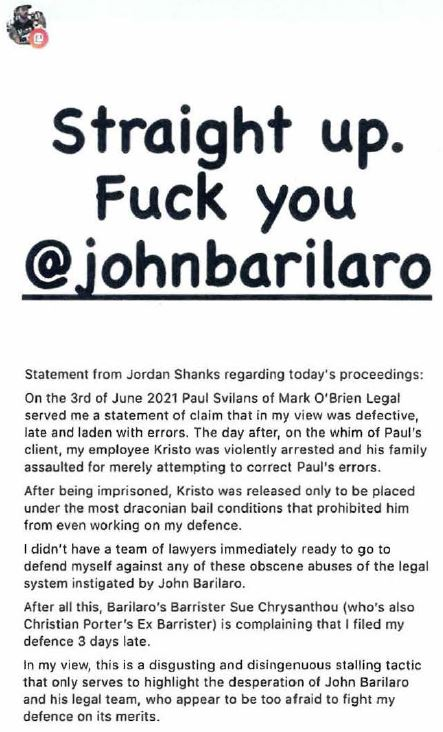 Straight up.
Fuck you
@johnbarilaro
Statement from Jordan Shanks regarding today's proceedings:
On the 3rd of June 2021 Paul Svilans of Mark O'Brien Legal
served me a statement of claim that in my view was defective,
late and laden with errors. The day after, on the whim of Paul's
client, my employee Kristo was violently arrested and his family
assaulted for merely attempting to correct Paul's errors.
After being imprisoned, Kristo was released only to be placed
under the most draconian bail conditions that prohibited him
from even working on my defence.
I didn't have a team of lawyers immediately ready to go to
defend myself against any of these obscene abuses of the legal
system instigated by John Barilaro.
After all this, Barilaro's Barrister Sue Chrysanthou (who's also
Christian Porter's Ex Barrister) is complaining that I filed my
defence 3 days late.
In my view, this is a disgusting and disingenuous stalling tactic
that only serves to highlight the desperation of John Barilaro
and his legal team, who appear to be too afraid to fight my
defence on its merits.